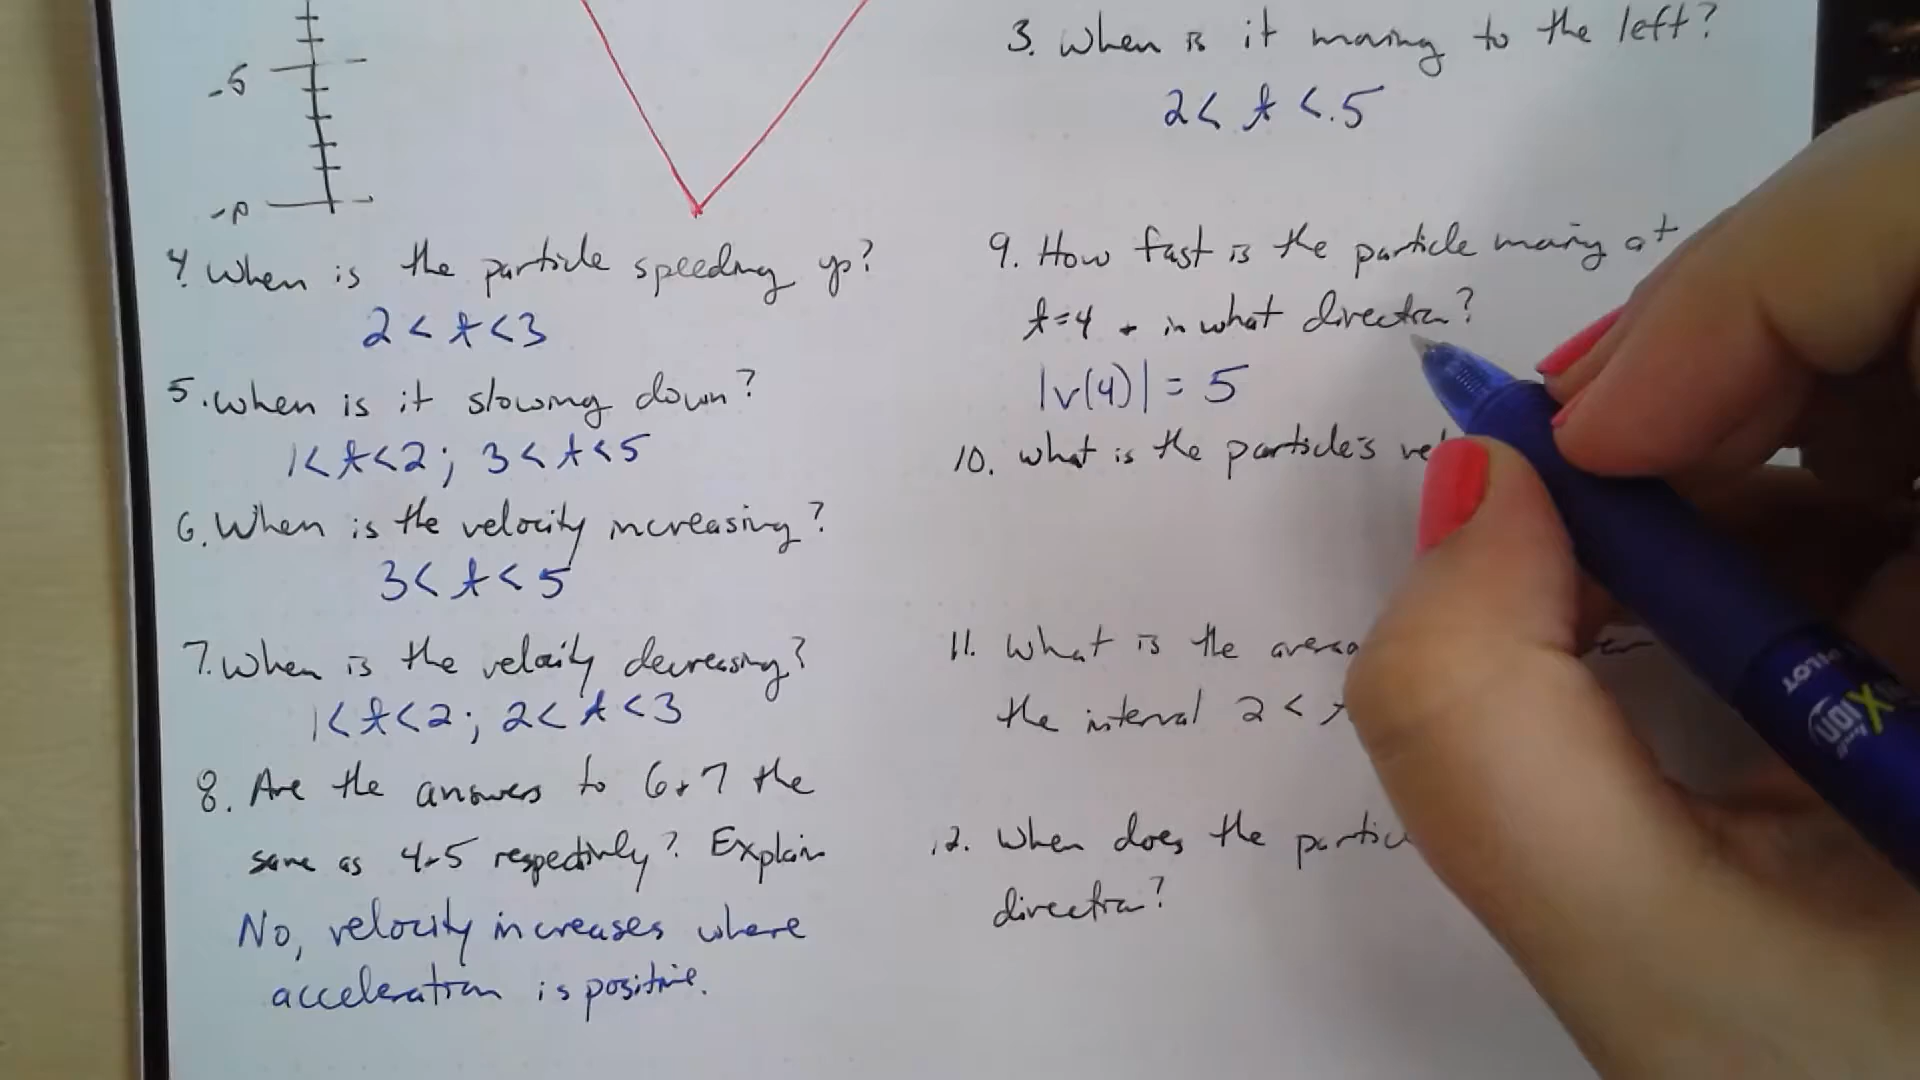 -5
3. When is it moving to the left?
2 < t < 5
4. When is the particle speeding up?
2 < t < 3
5. When is it slowing down?
1 < t < 2; 3 < t < 5
6. When is the velocity increasing?
3 < t < 5
7. When is the velocity decreasing?
1 < t < 2; 2 < t < 3
8. Are the answers to 6 + 7 the
same as 4 + 5 respectively? Explain
No, velocity increases where
acceleration is positive.
9. How fast is the particle moving at
t=4 + in what direction?
|v(4)| = 5
10. What is the particle's
11. What is the
the interval 2 <
12. When does the
direction?
PILOT